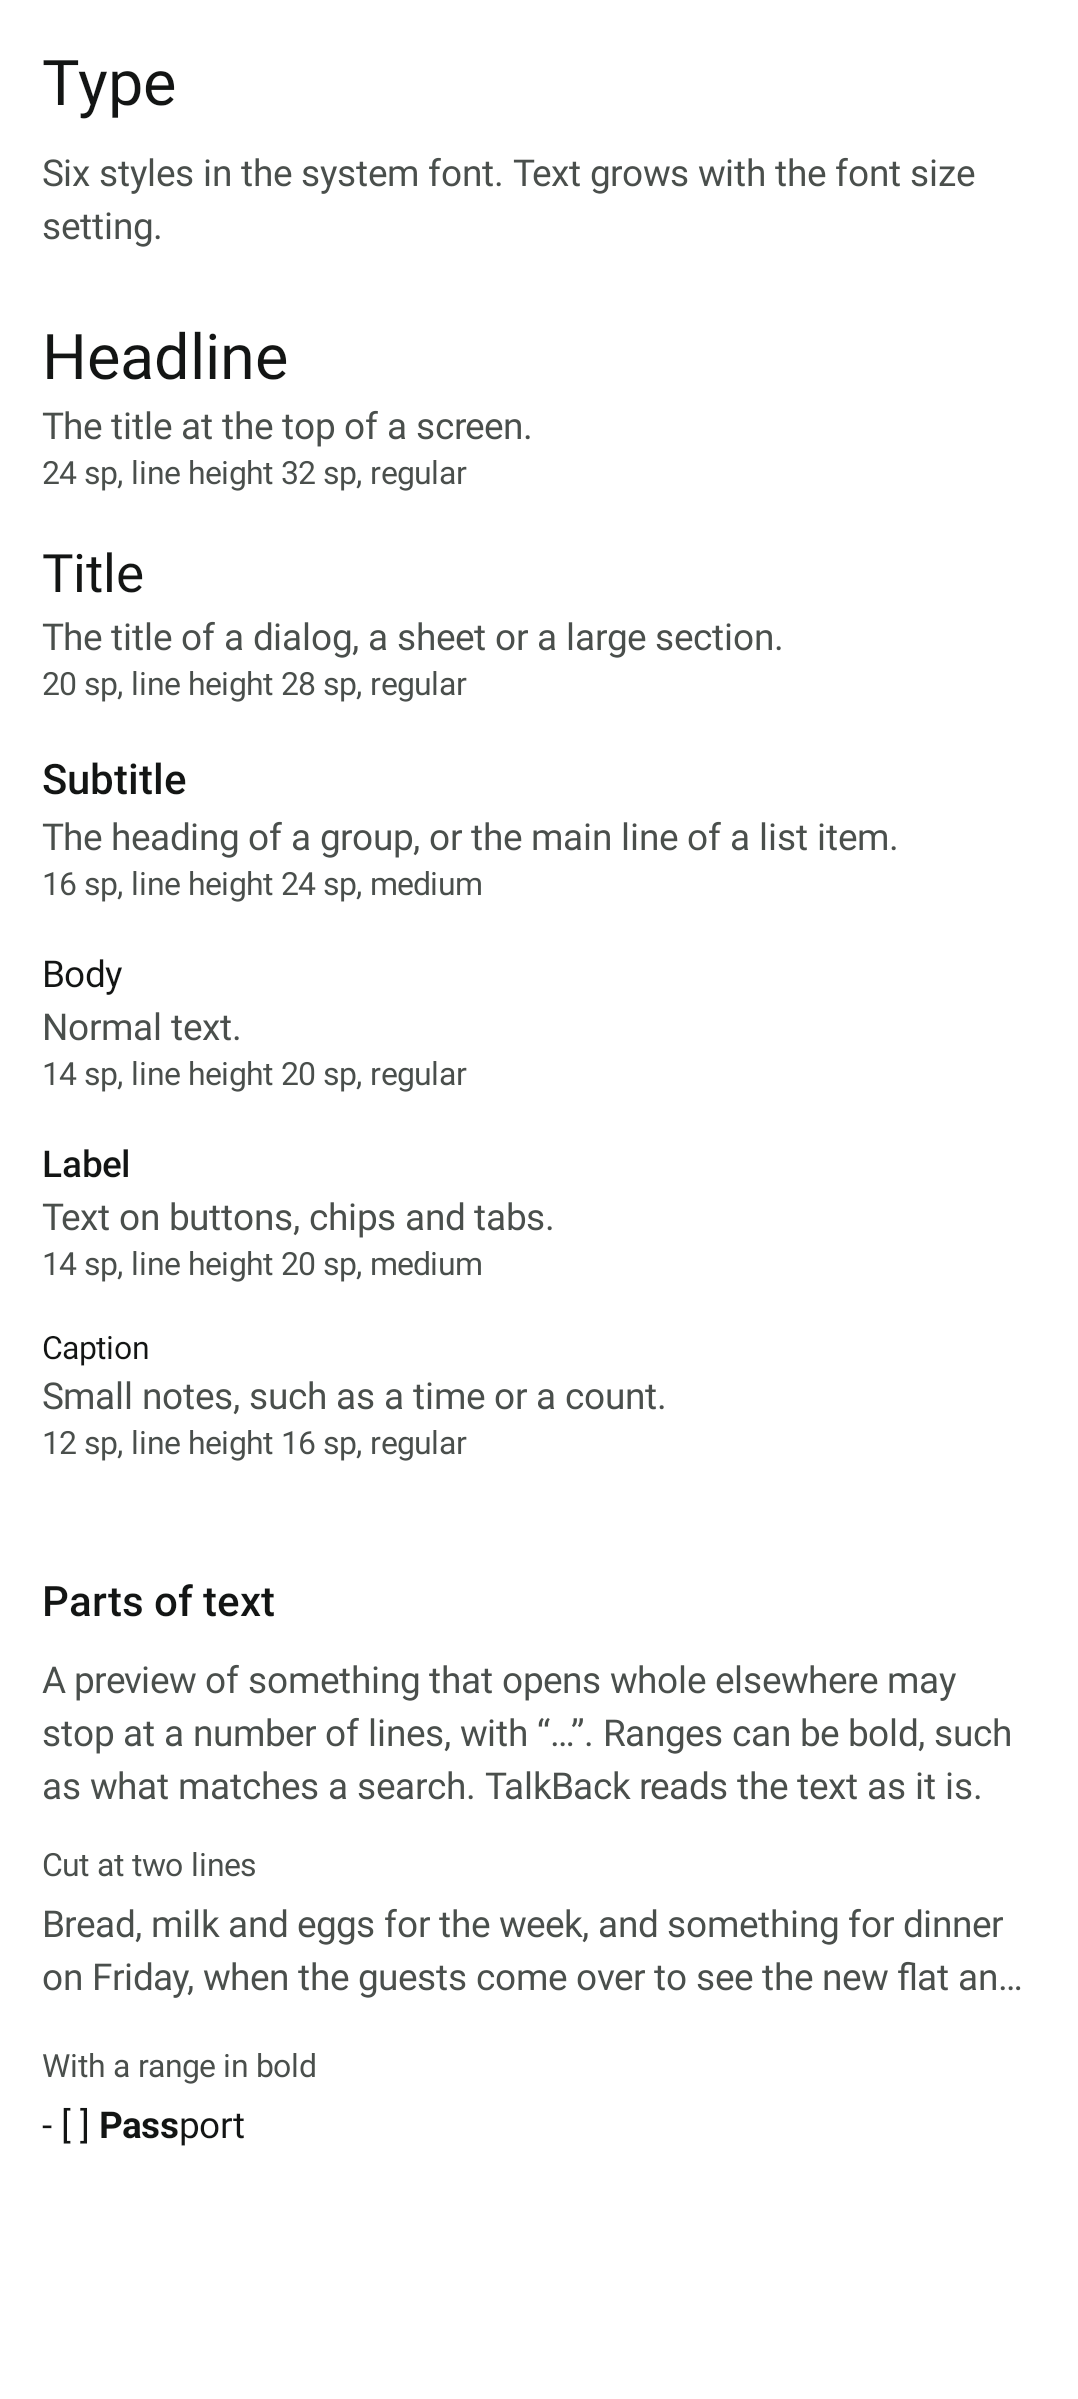 Type
Six styles in the system font. Text grows with the font size
setting.
Headline
The title at the top of a screen.
24 sp, line height 32 sp, regular
Title
The title of a dialog, a sheet or a large section.
20 sp, line height 28 sp, regular
Subtitle
The heading of a group, or the main line of a list item.
16 sp, line height 24 sp, medium
Body
Normal text.
14 sp, line height 20 sp, regular
Label
Text on buttons, chips and tabs.
14 sp, line height 20 sp, medium
Caption
Small notes, such as a time or a count.
12 sp, line height 16 sp, regular
Parts of text
A preview of something that opens whole elsewhere may
stop at a number of lines, with “…”. Ranges can be bold, such
as what matches a search. TalkBack reads the text as it is.
Cut at two lines
Bread, milk and eggs for the week, and something for dinner
on Friday, when the guests come over to see the new flat an…
With a range in bold
- [ ] Passport